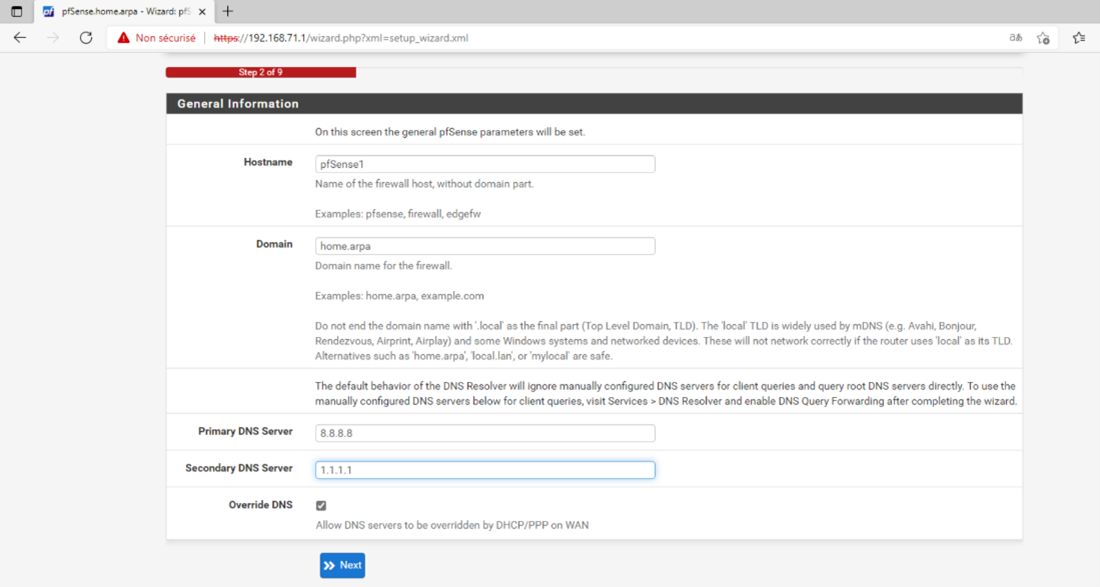 pfSense.home.arpa - Wizard: pfS
Non sécurisé
https://192.168.71.1/wizard.php?xml=setup_wizard.xml
Step 2 of 9
General Information
On this screen the general pfSense parameters will be set.
Hostname
pfSense1
Name of the firewall host, without domain part.
Examples: pfsense, firewall, edgefw
Domain
home.arpa
Domain name for the firewall.
Examples: home.arpa, example.com
Do not end the domain name with '.local' as the final part (Top Level Domain, TLD). The 'local' TLD is widely used by mDNS (e.g. Avahi, Bonjour,
Rendezvous, Airprint, Airplay) and some Windows systems and networked devices. These will not network correctly if the router uses 'local' as its TLD.
Alternatives such as 'home.arpa', 'local.lan', or 'mylocal' are safe.
The default behavior of the DNS Resolver will ignore manually configured DNS servers for client queries and query root DNS servers directly. To use the
manually configured DNS servers below for client queries, visit Services > DNS Resolver and enable DNS Query Forwarding after completing the wizard.
Primary DNS Server
8.8.8.8
Secondary DNS Server
1.1.1.1
Override DNS
Allow DNS servers to be overridden by DHCP/PPP on WAN
Next